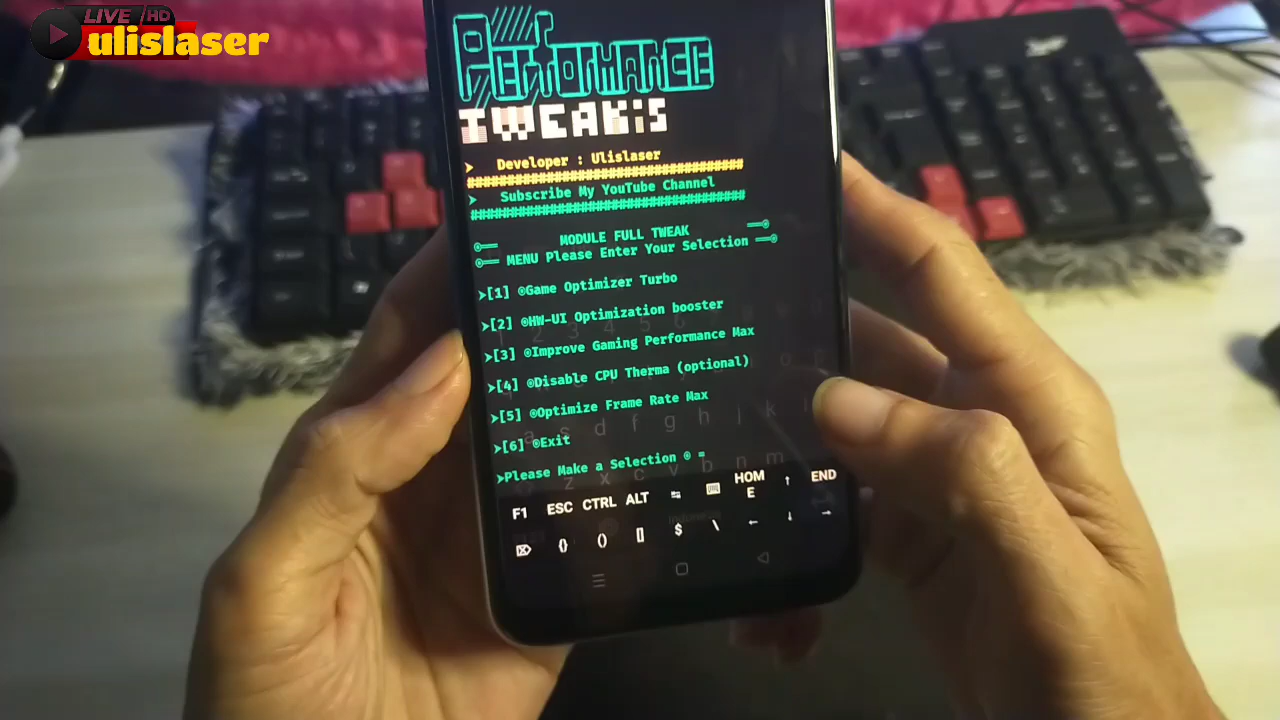 LIVE HD
ulislaser
Performance
TWEAKS
➤ Developer : Ulislaser
##################################
➤ Subscribe My YouTube Channel
##################################
MODULE FULL TWEAK
MENU Please Enter Your Selection
➤[1] ®Game Optimizer Turbo
➤[2] ®HW-UI Optimization booster
➤[3] ®Improve Gaming Performance Max
➤[4] ®Disable CPU Therma (optional)
➤[5] ®Optimize Frame Rate Max
➤[6] ®Exit
➤Please Make a Selection ® =
F1 ESC CTRL ALT ⇆ HOME ↑ END
{} () [] $ \ ← ↓ →